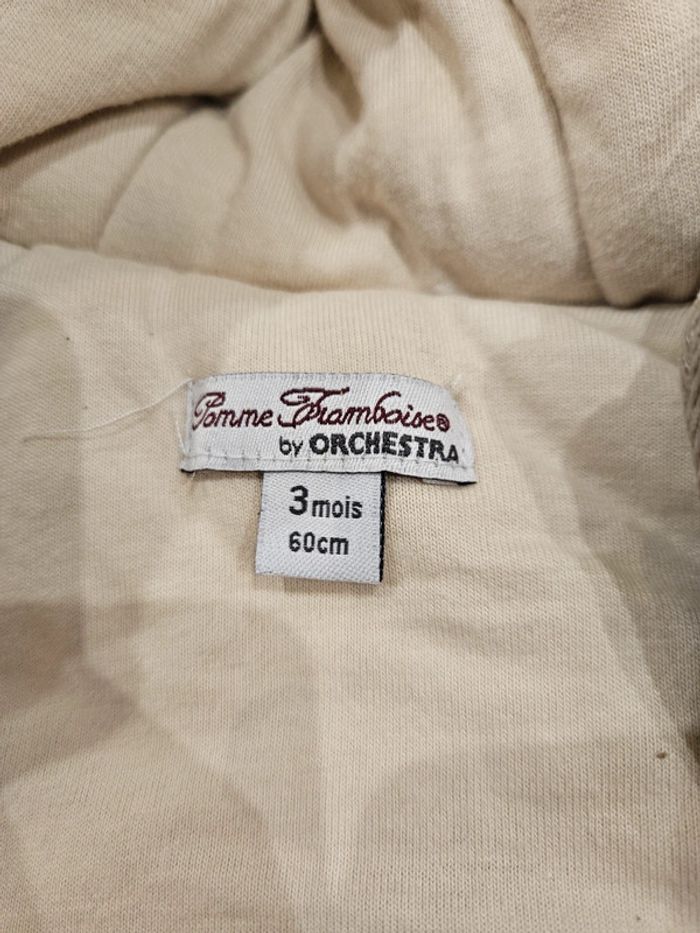 Pomme Framboise®
by ORCHESTRA
3 mois
60cm